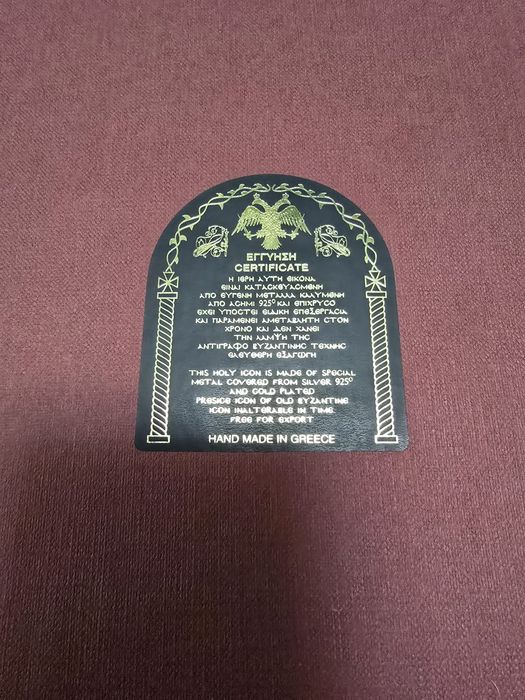 ΕΓΓΥΗΣΗ
CERTIFICATE
Η ΙΕΡΗ ΑΥΤΗ ΕΙΚΟΝΑ
ΕΙΝΑΙ ΚΑΤΑΣΚΕΥΑΣΜΕΝΗ
ΑΠΟ ΕΥΓΕΝΗ ΜΕΤΑΛΛΑ ΚΑΛΥΜΕΝΗ
ΑΠΟ ΑΣΗΜΙ 925⁰ ΚΑΙ ΕΠΙΧΡΥΣΟ
ΕΧΕΙ ΥΠΟΣΤΕΙ ΕΙΔΙΚΗ ΕΠΕΞΕΡΓΑΣΙΑ
ΚΑΙ ΠΑΡΑΜΕΝΕΙ ΑΜΕΤΑΒΛΗΤΗ ΣΤΟΝ
ΧΡΟΝΟ ΚΑΙ ΔΕΝ ΧΑΝΕΙ
ΤΗΝ ΛΑΜΨΗ ΤΗΣ
ΑΝΤΙΓΡΑΦΟ ΒΥΖΑΝΤΙΝΗΣ ΤΕΧΝΗΣ
ΕΛΕΥΘΕΡΗ ΕΞΑΓΩΓΗ
THIS HOLY ICON IS MADE OF SPECIAL
METAL COVERED FROM SILVER 925⁰
AND GOLD PLATED
PRESICE ICON OF OLD BYZANTINE
ICON INALTERABLE IN TIME
FREE FOR EXPORT
HAND MADE IN GREECE